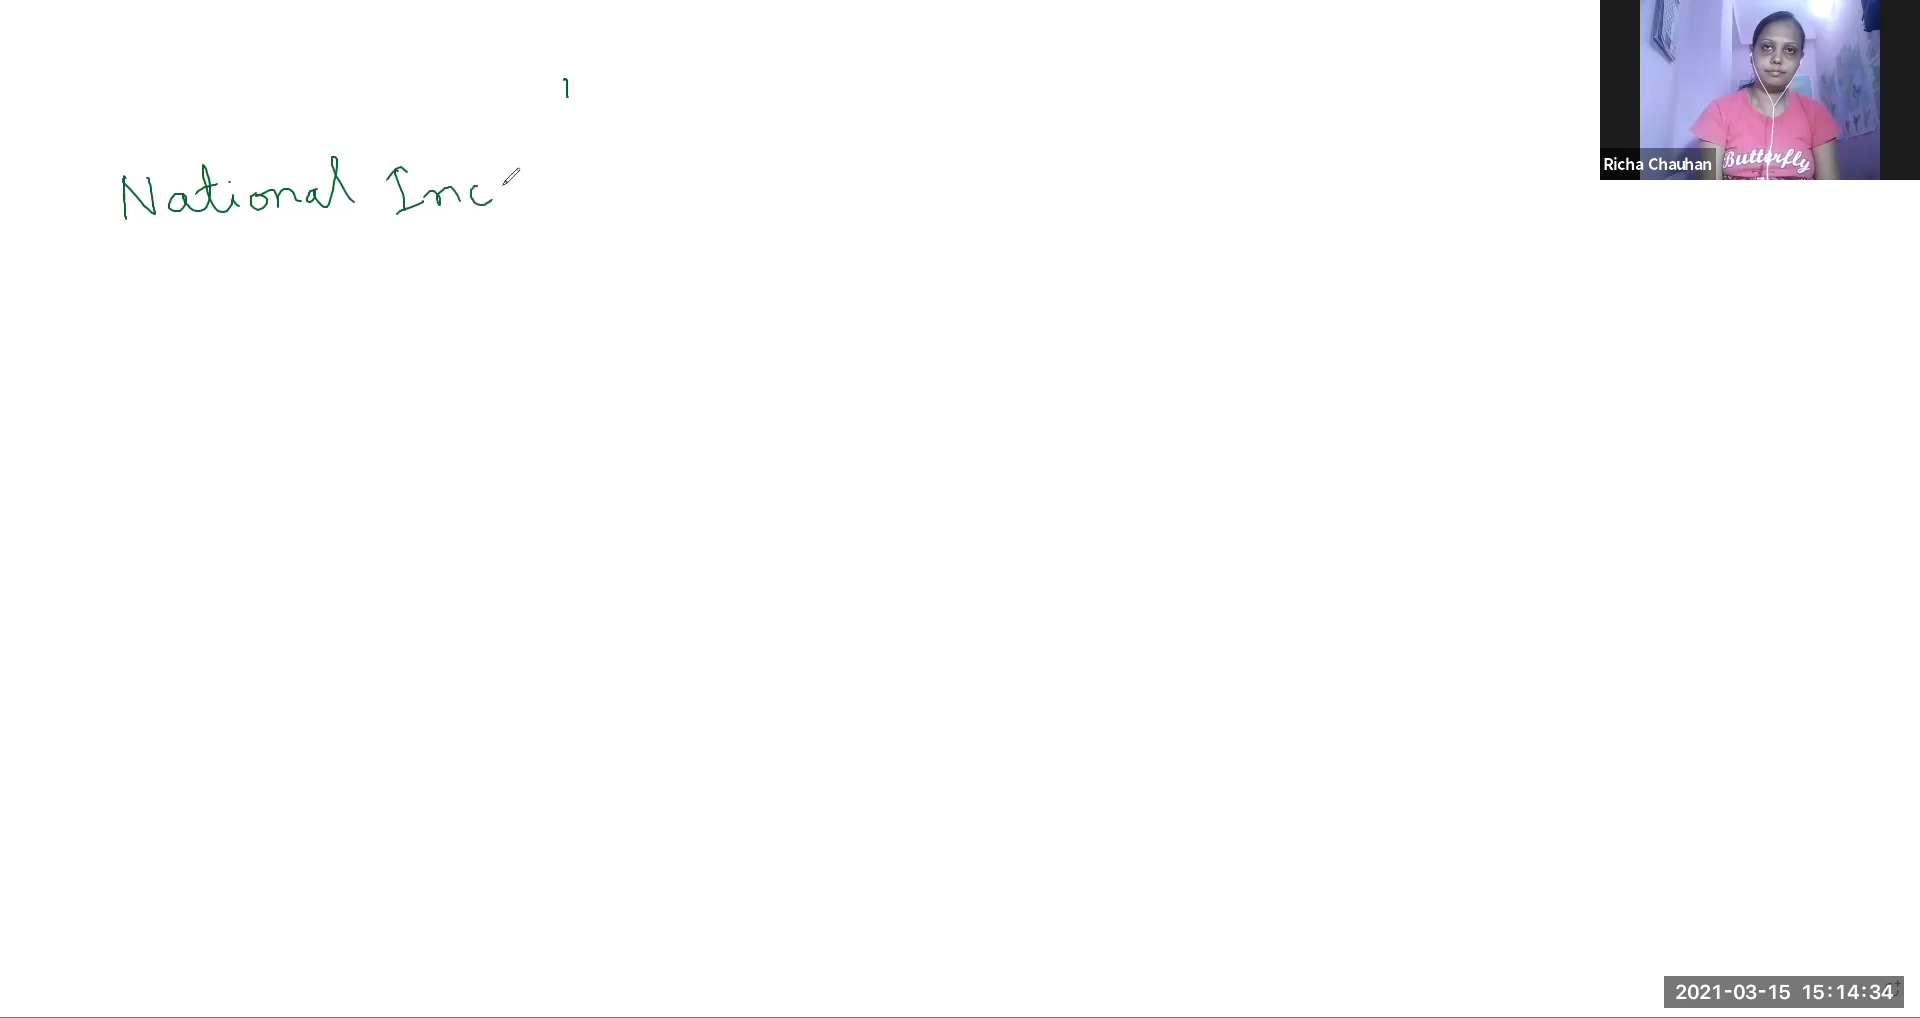 1
National Inc
Richa Chauhan
Butterfly
2021-03-15 15:14:34